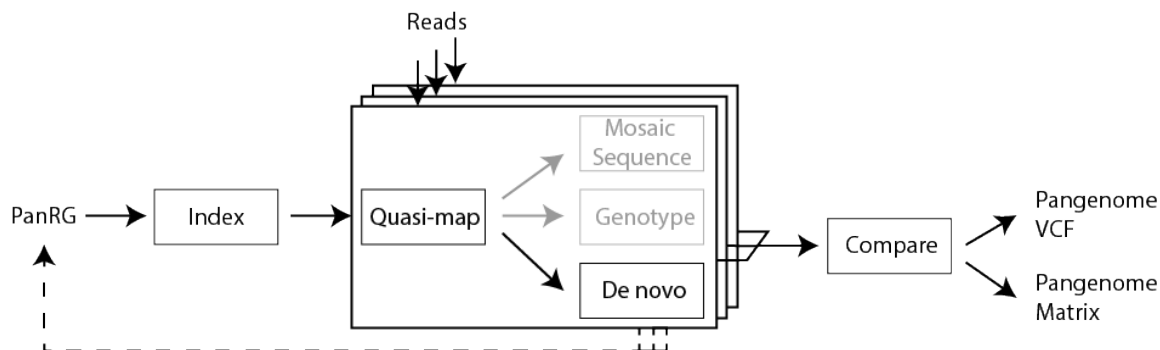 Reads
Mosaic
Sequence
PanRG
Index
Quasi-map
Genotype
De novo
Compare
Pangenome
VCF
Pangenome
Matrix